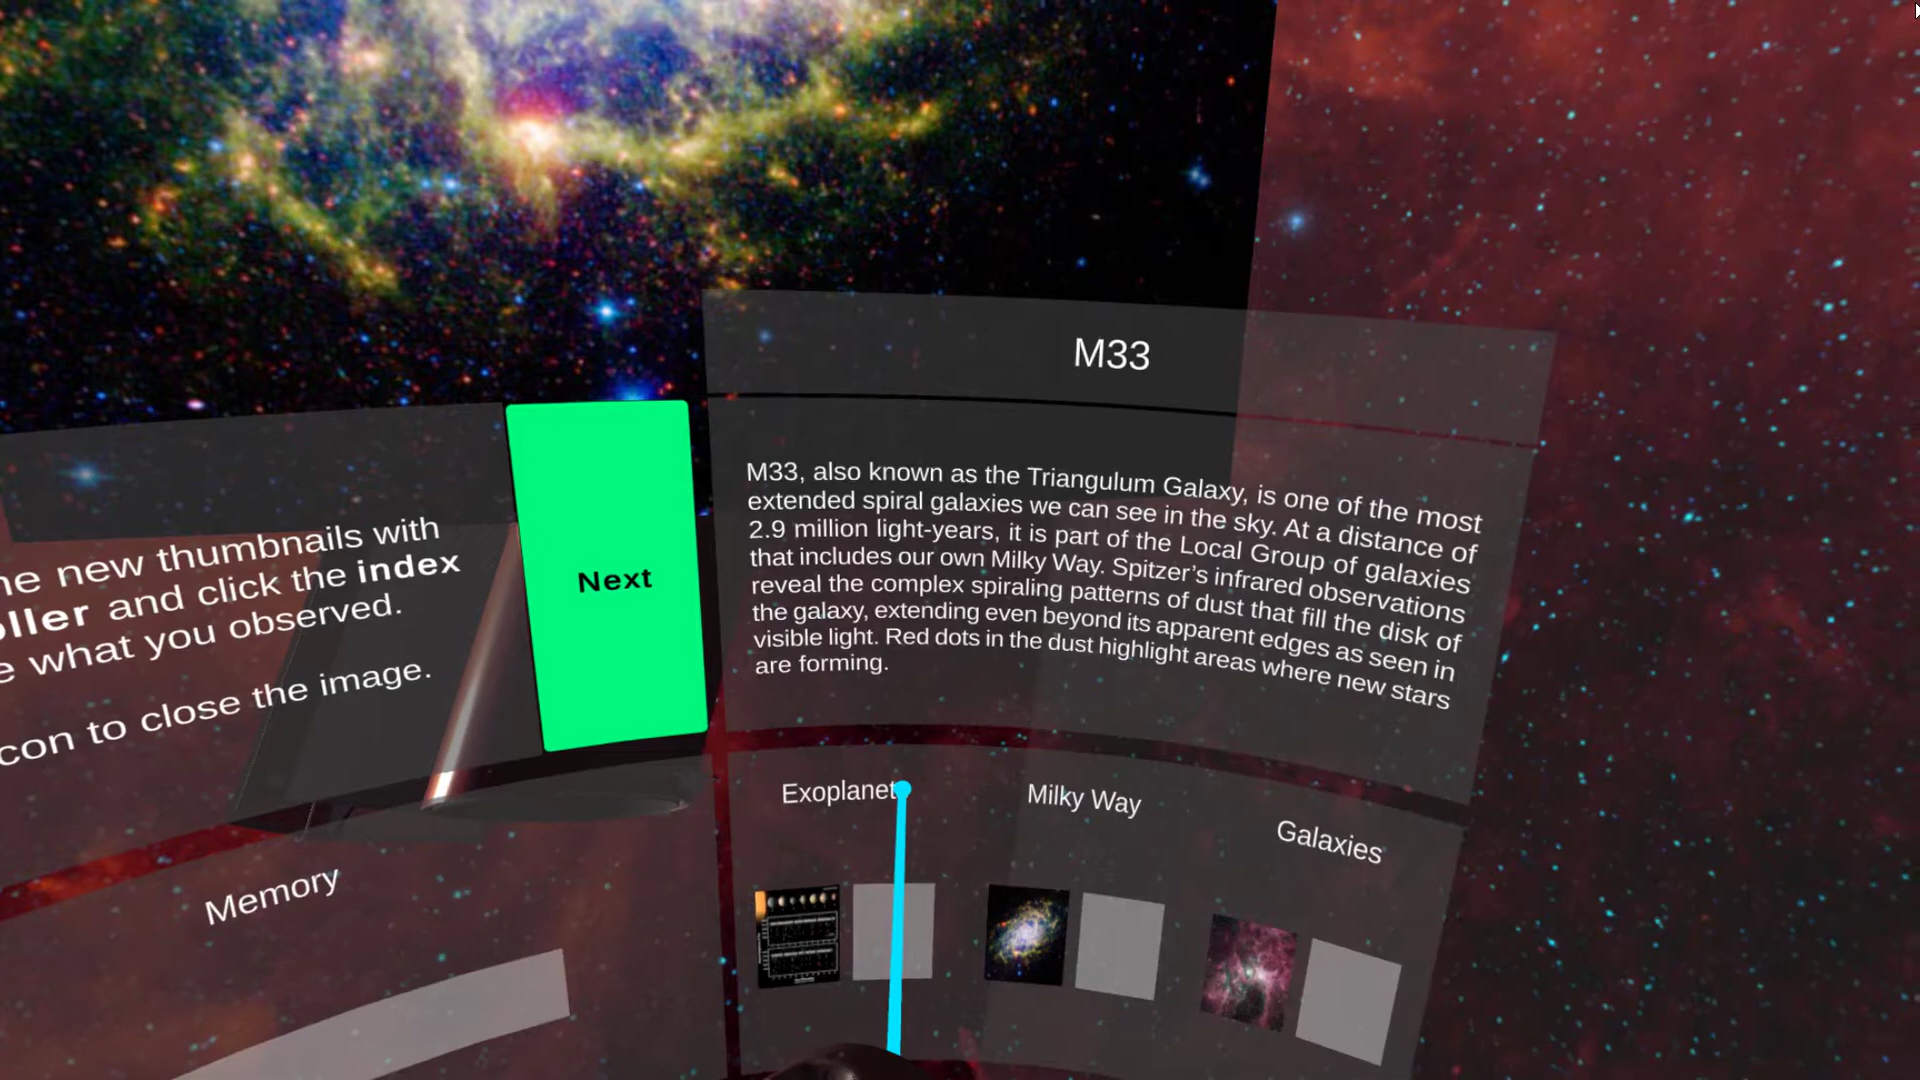 M33
M33, also known as the Triangulum Galaxy, is one of the most
extended spiral galaxies we can see in the sky. At a distance of
2.9 million light-years, it is part of the Local Group of galaxies
that includes our own Milky Way. Spitzer’s infrared observations
reveal the complex spiraling patterns of dust that fill the disk of
the galaxy, extending even beyond its apparent edges as seen in
visible light. Red dots in the dust highlight areas where new stars
are forming.
new thumbnails with
and click the index
what you observed.
to close the image.
Next
Memory
Exoplanet
Milky Way
Galaxies